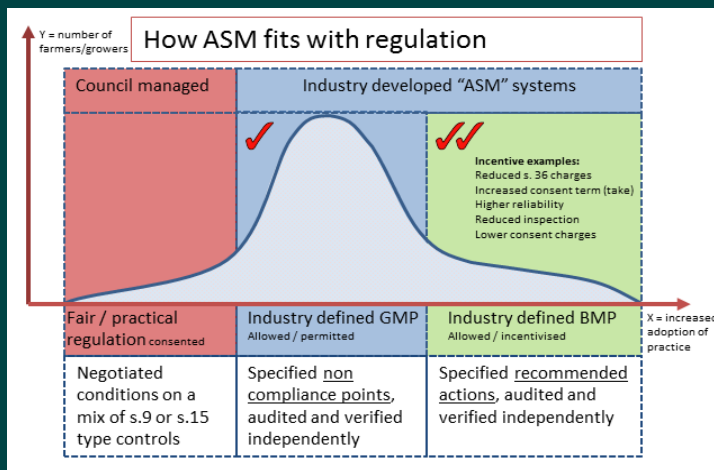 Y = number of
farmers/growers
How ASM fits with regulation
Council managed
Industry developed “ASM” systems
Incentive examples:
Reduced s. 36 charges
Increased consent term (take)
Higher reliability
Reduced inspection
Lower consent charges
Fair / practical
regulation consented
Industry defined GMP
Allowed / permitted
Industry defined BMP
Allowed / incentivised
X = increased
adoption of
practice
Negotiated
conditions on a
mix of s.9 or s.15
type controls
Specified non
compliance points,
audited and verified
independently
Specified recommended
actions, audited and
verified independently